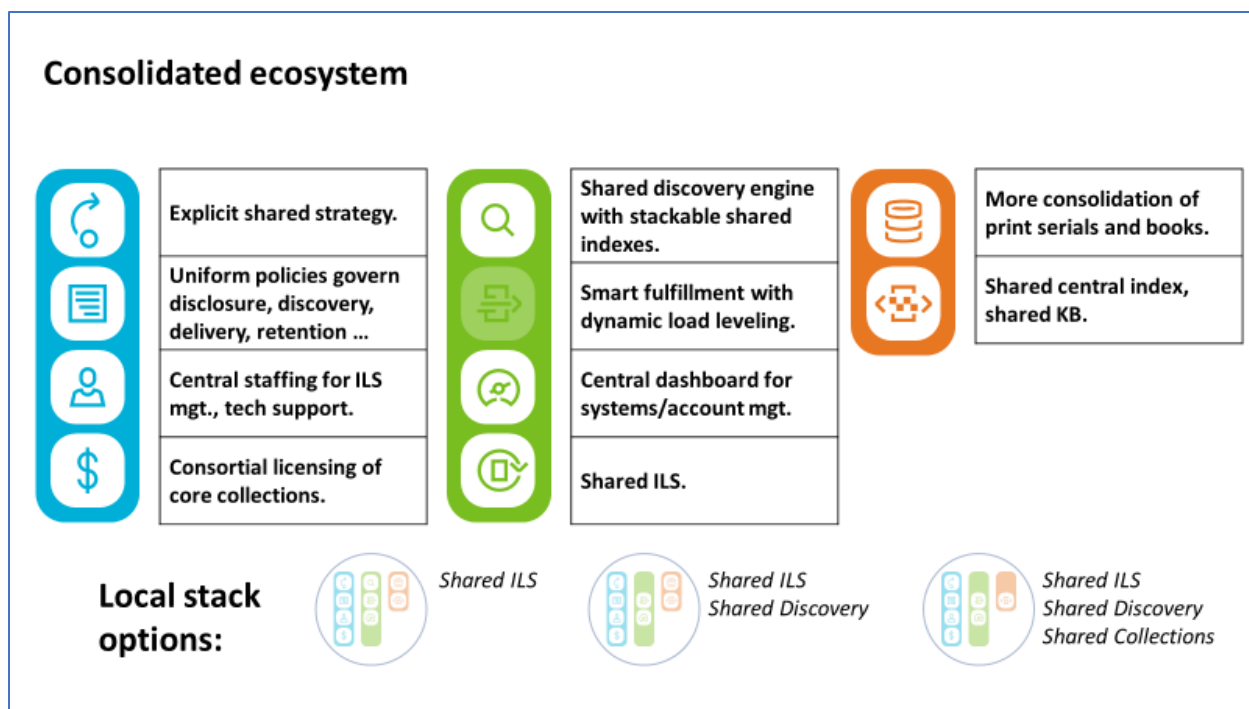 Consolidated ecosystem
Explicit shared strategy.
Uniform policies govern
disclosure, discovery,
delivery, retention ...
Central staffing for ILS
mgt., tech support.
$
Consortial licensing of
core collections.
Shared discovery engine
with stackable shared
indexes.
Smart fulfillment with
dynamic load leveling.
Central dashboard for
systems/account mgt.
Shared ILS.
More consolidation of
print serials and books.
Shared central index,
shared KB.
Local stack
options:
Shared ILS
Shared ILS
Shared Discovery
Shared ILS
Shared Discovery
Shared Collections